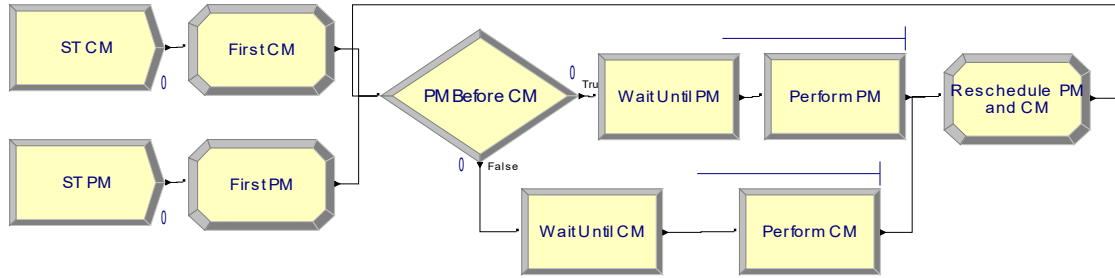 ST CM
0
First CM
PM Before CM
0
True
0
False
Wait Until PM
Perform PM
Reschedule PM
and CM
ST PM
0
First PM
Wait Until CM
Perform CM